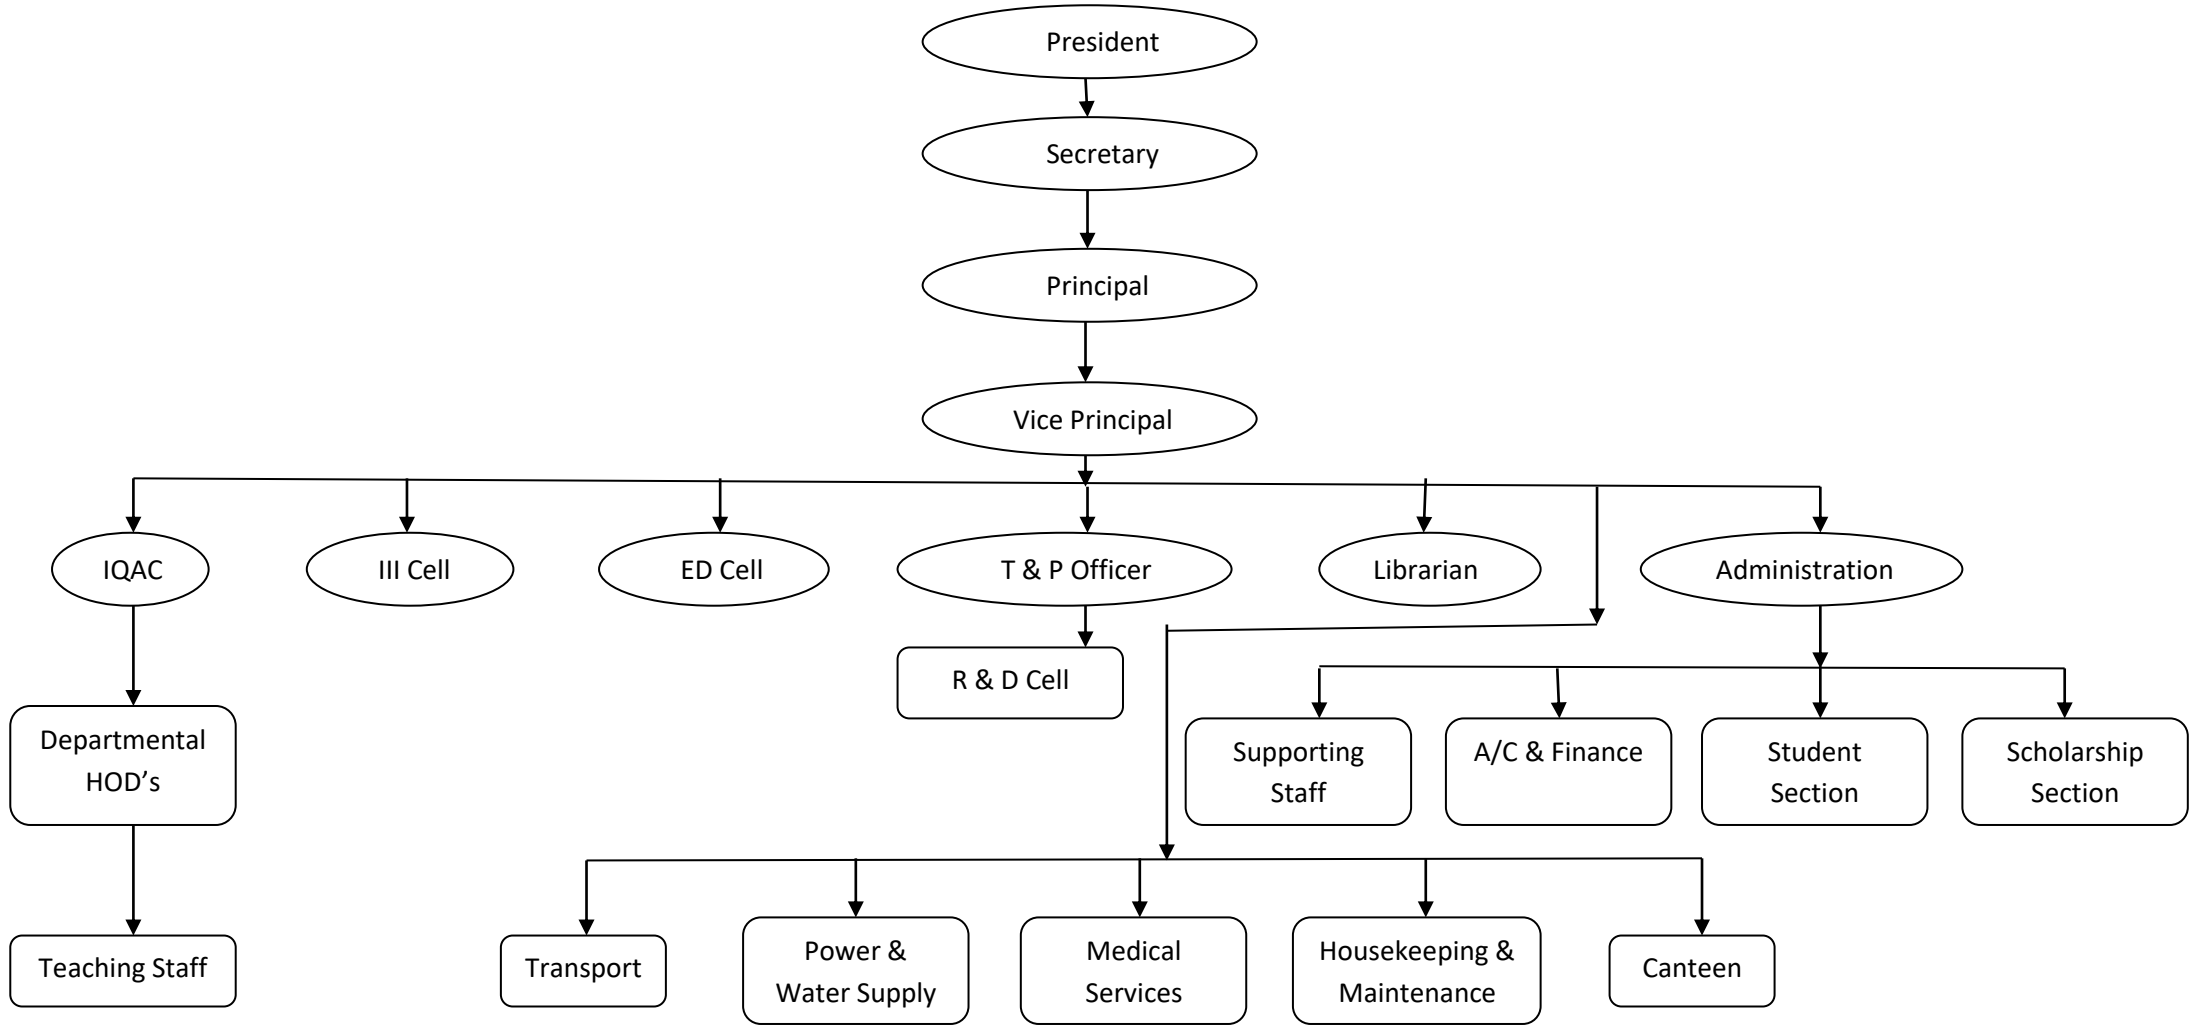 President
Secretary
Principal
Vice Principal
IQAC
III Cell
ED Cell
T & P Officer
Librarian
Administration
R & D Cell
Departmental
HOD’s
Supporting
Staff
A/C & Finance
Student
Section
Scholarship
Section
Teaching Staff
Transport
Power &
Water Supply
Medical
Services
Housekeeping &
Maintenance
Canteen